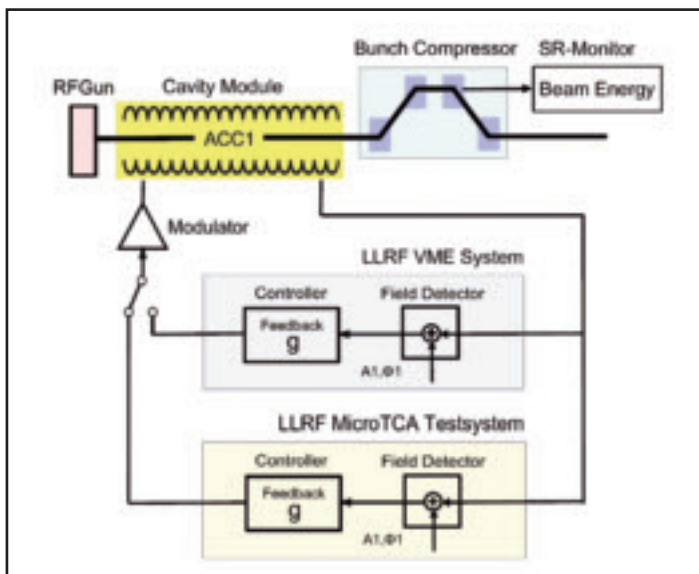 Bunch Compressor
SR-Monitor
RFGun
Cavity Module
Beam Energy
ACC1
Modulator
LLRF VME System
Controller
Field Detector
Feedback
g
A1,Φ1
LLRF MicroTCA Testsystem
Controller
Field Detector
Feedback
g
A1,Φ1